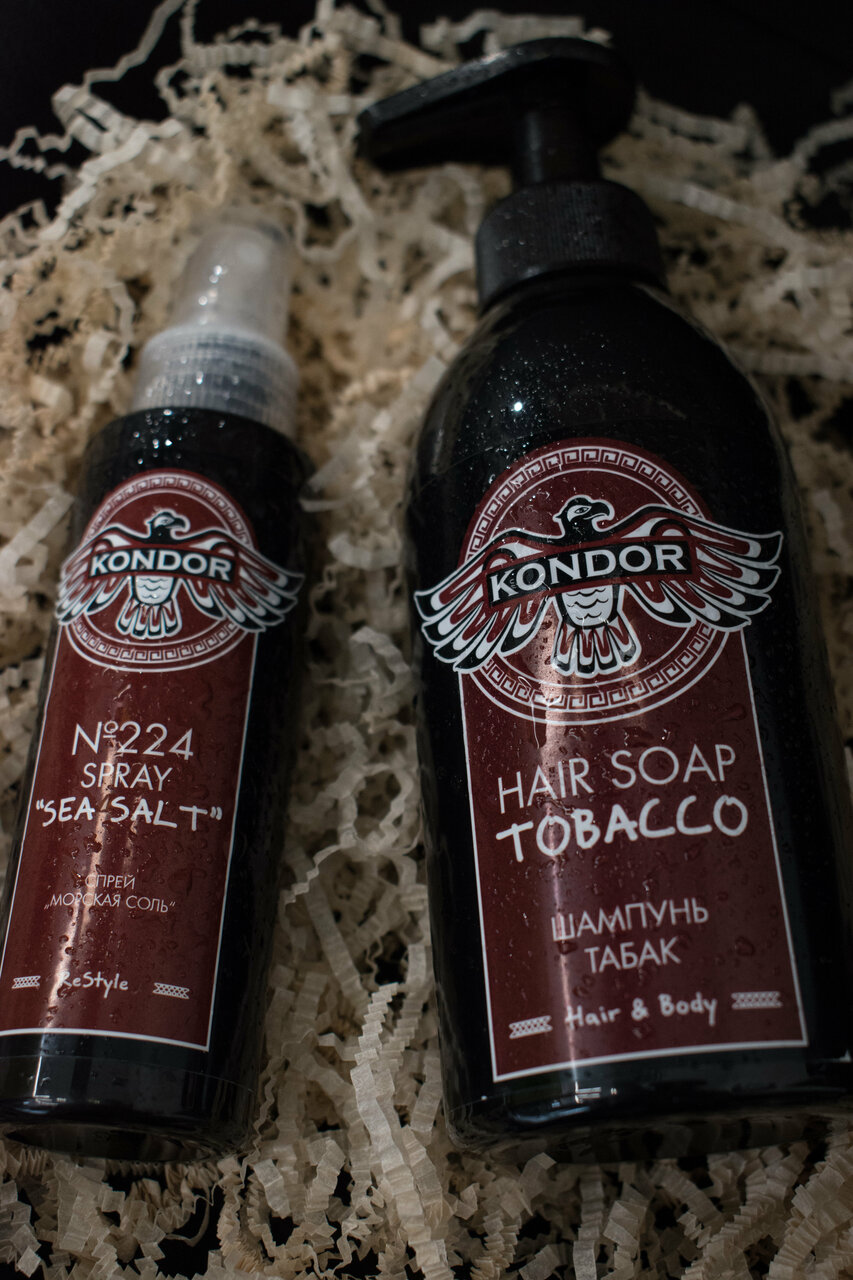 KONDOR
№224
SPRAY
"SEA SALT"
СПРЕЙ
„МОРСКАЯ СОЛЬ“
ReStyle
KONDOR
HAIR SOAP
TOBACCO
ШАМПУНЬ
ТАБАК
Hair & Body